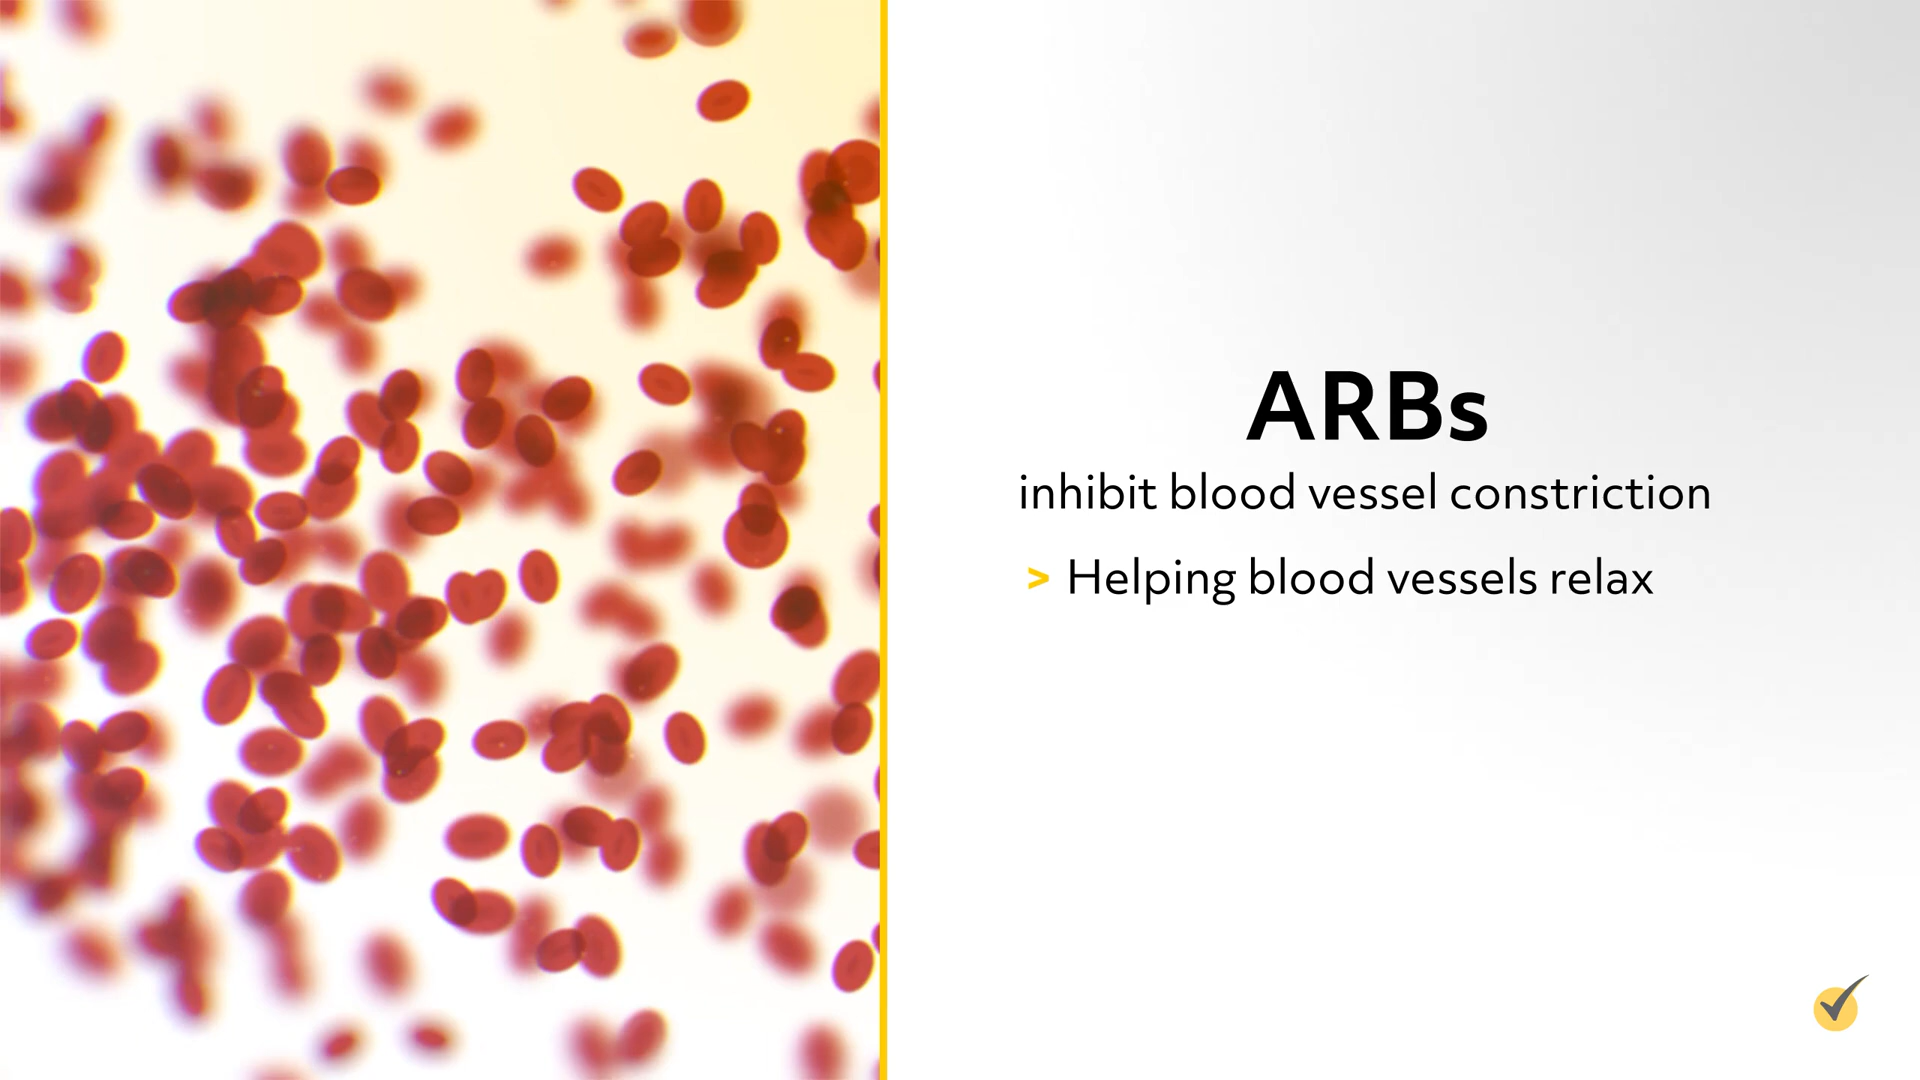 ARBs
inhibit blood vessel constriction
> Helping blood vessels relax